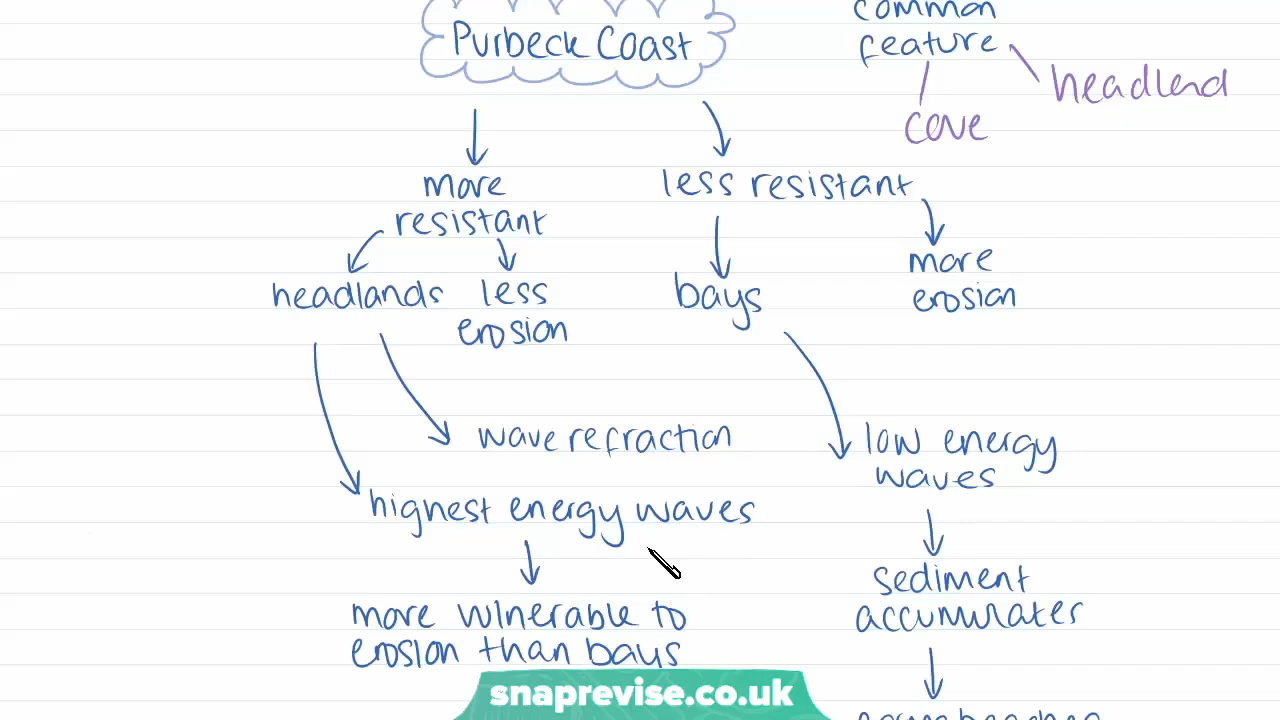 common
feature
headland
cove
Purbeck Coast
more
resistant
less resistant
headlands
less
erosion
bays
more
erosion
wave refraction
low energy
waves
highest energy waves
sediment
accumulates
more vulnerable to
erosion than bays
snaprevise.co.uk